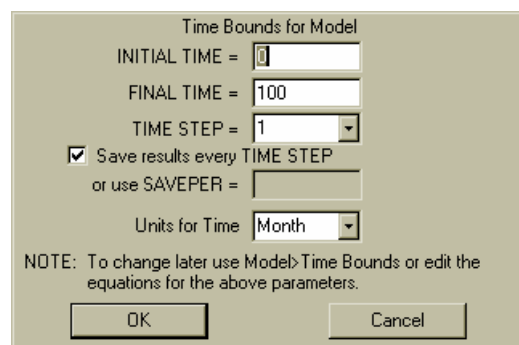 Time Bounds for Model
INITIAL TIME = 0
FINAL TIME = 100
TIME STEP = 1
Save results every TIME STEP
or use SAVEPER =
Units for Time Month
NOTE: To change later use Model>Time Bounds or edit the
equations for the above parameters.
OK Cancel